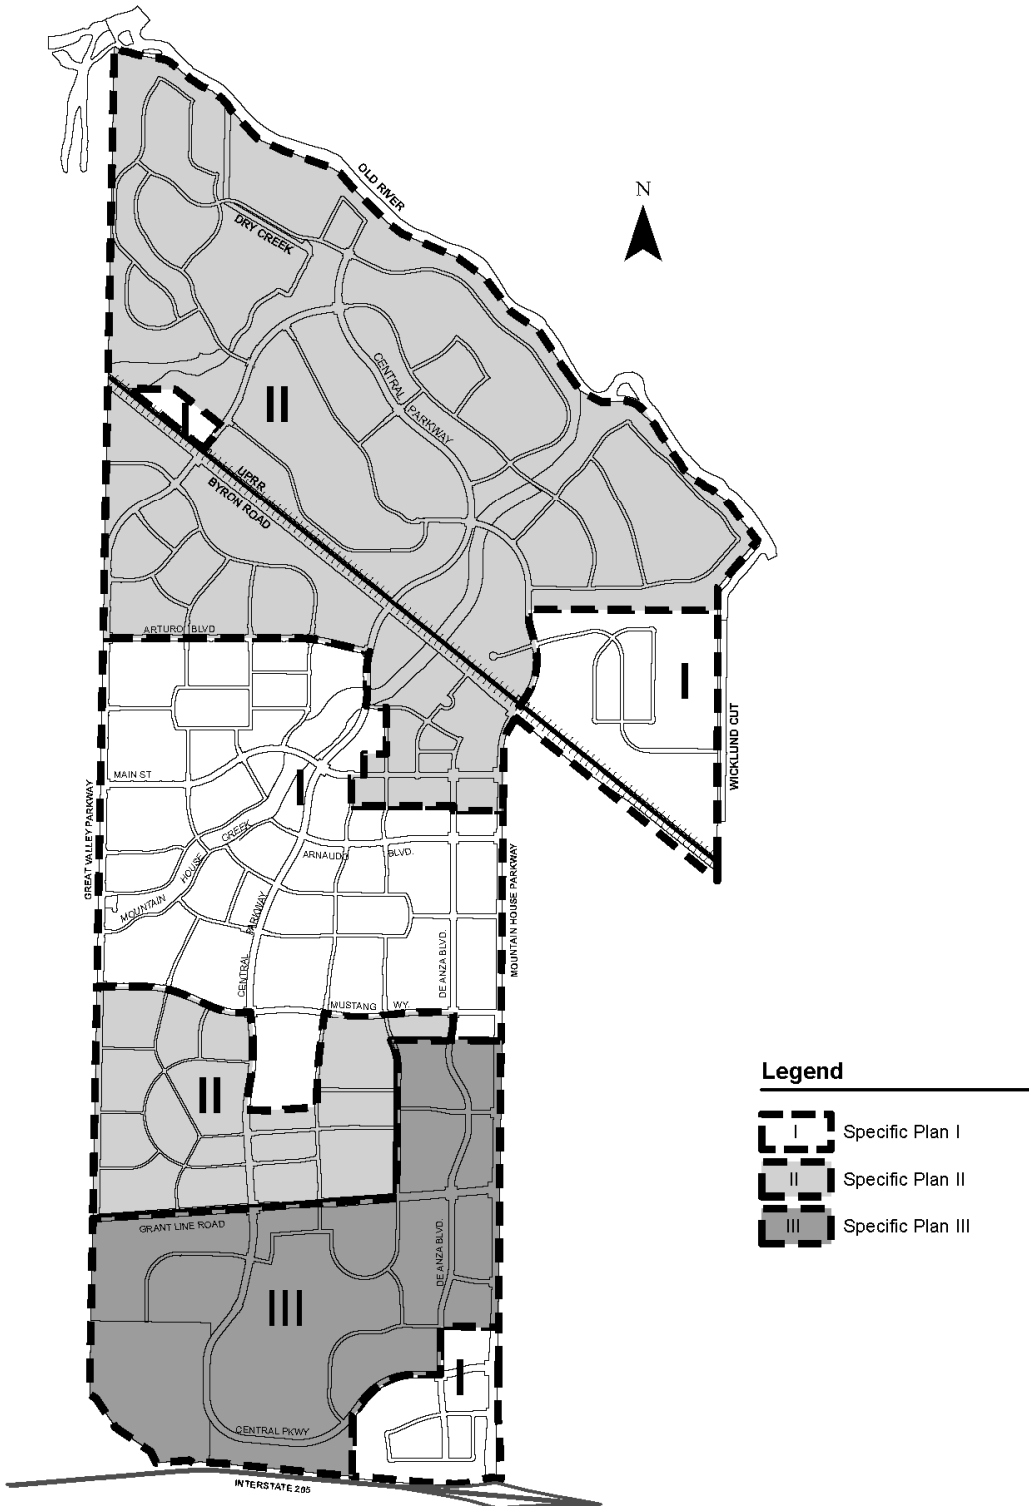 OLD RIVER
N
DRY CREEK
CENTRAL PARKWAY
II
I
UPRR
BYRON ROAD
ARTURO BLVD
I
WICKLUND CUT
MAIN ST
I
GREAT VALLEY PARKWAY
MOUNTAIN HOUSE CREEK
ARNAUDO BLVD.
MOUNTAIN HOUSE PARKWAY
CENTRAL PARKWAY
DE ANZA BLVD.
MUSTANG WY.
II
Legend
I Specific Plan I
II Specific Plan II
III Specific Plan III
GRANT LINE ROAD
DE ANZA BLVD.
III
I
CENTRAL PKWY
INTERSTATE 205